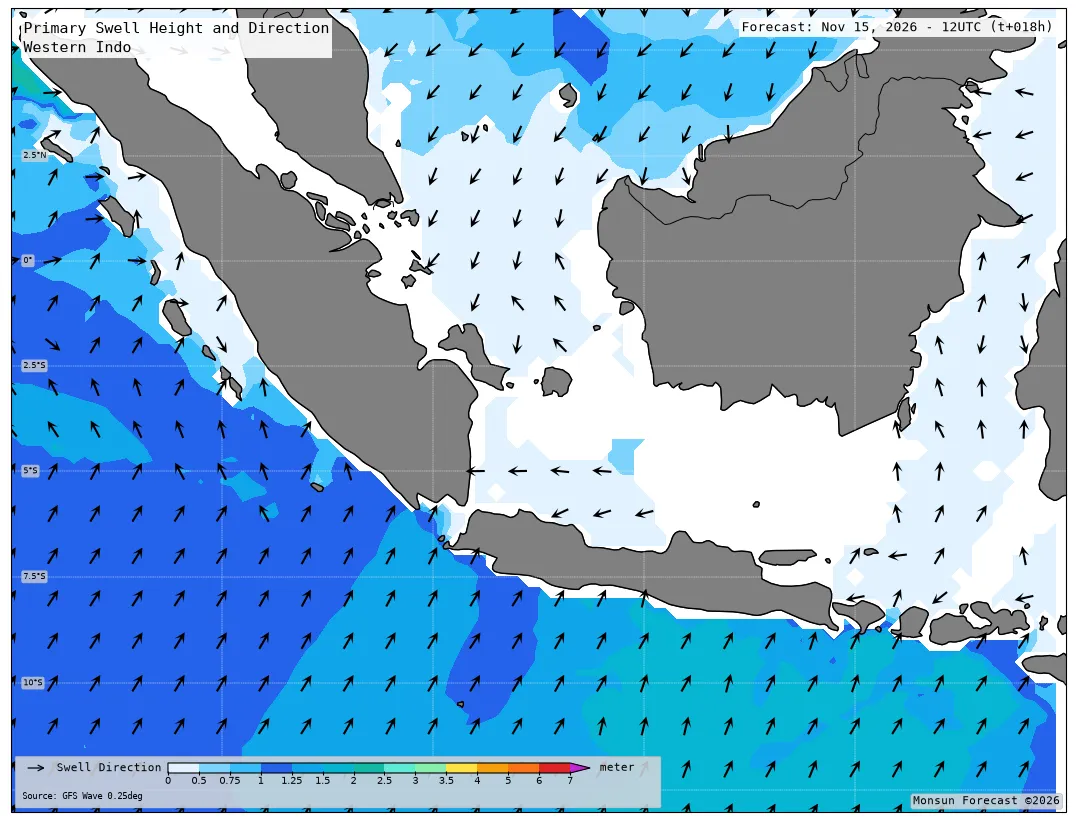 Primary Swell Height and Direction
Western Indo
Forecast: Nov 15, 2026 - 12UTC (t+018h)
2.5°N
0°
2.5°S
5°S
7.5°S
10°S
Swell Direction
meter
0 0.5 0.75 1 1.25 1.5 2 2.5 3 3.5 4 5 6 7
Source: GFS Wave 0.25deg
Monsun Forecast ©2026